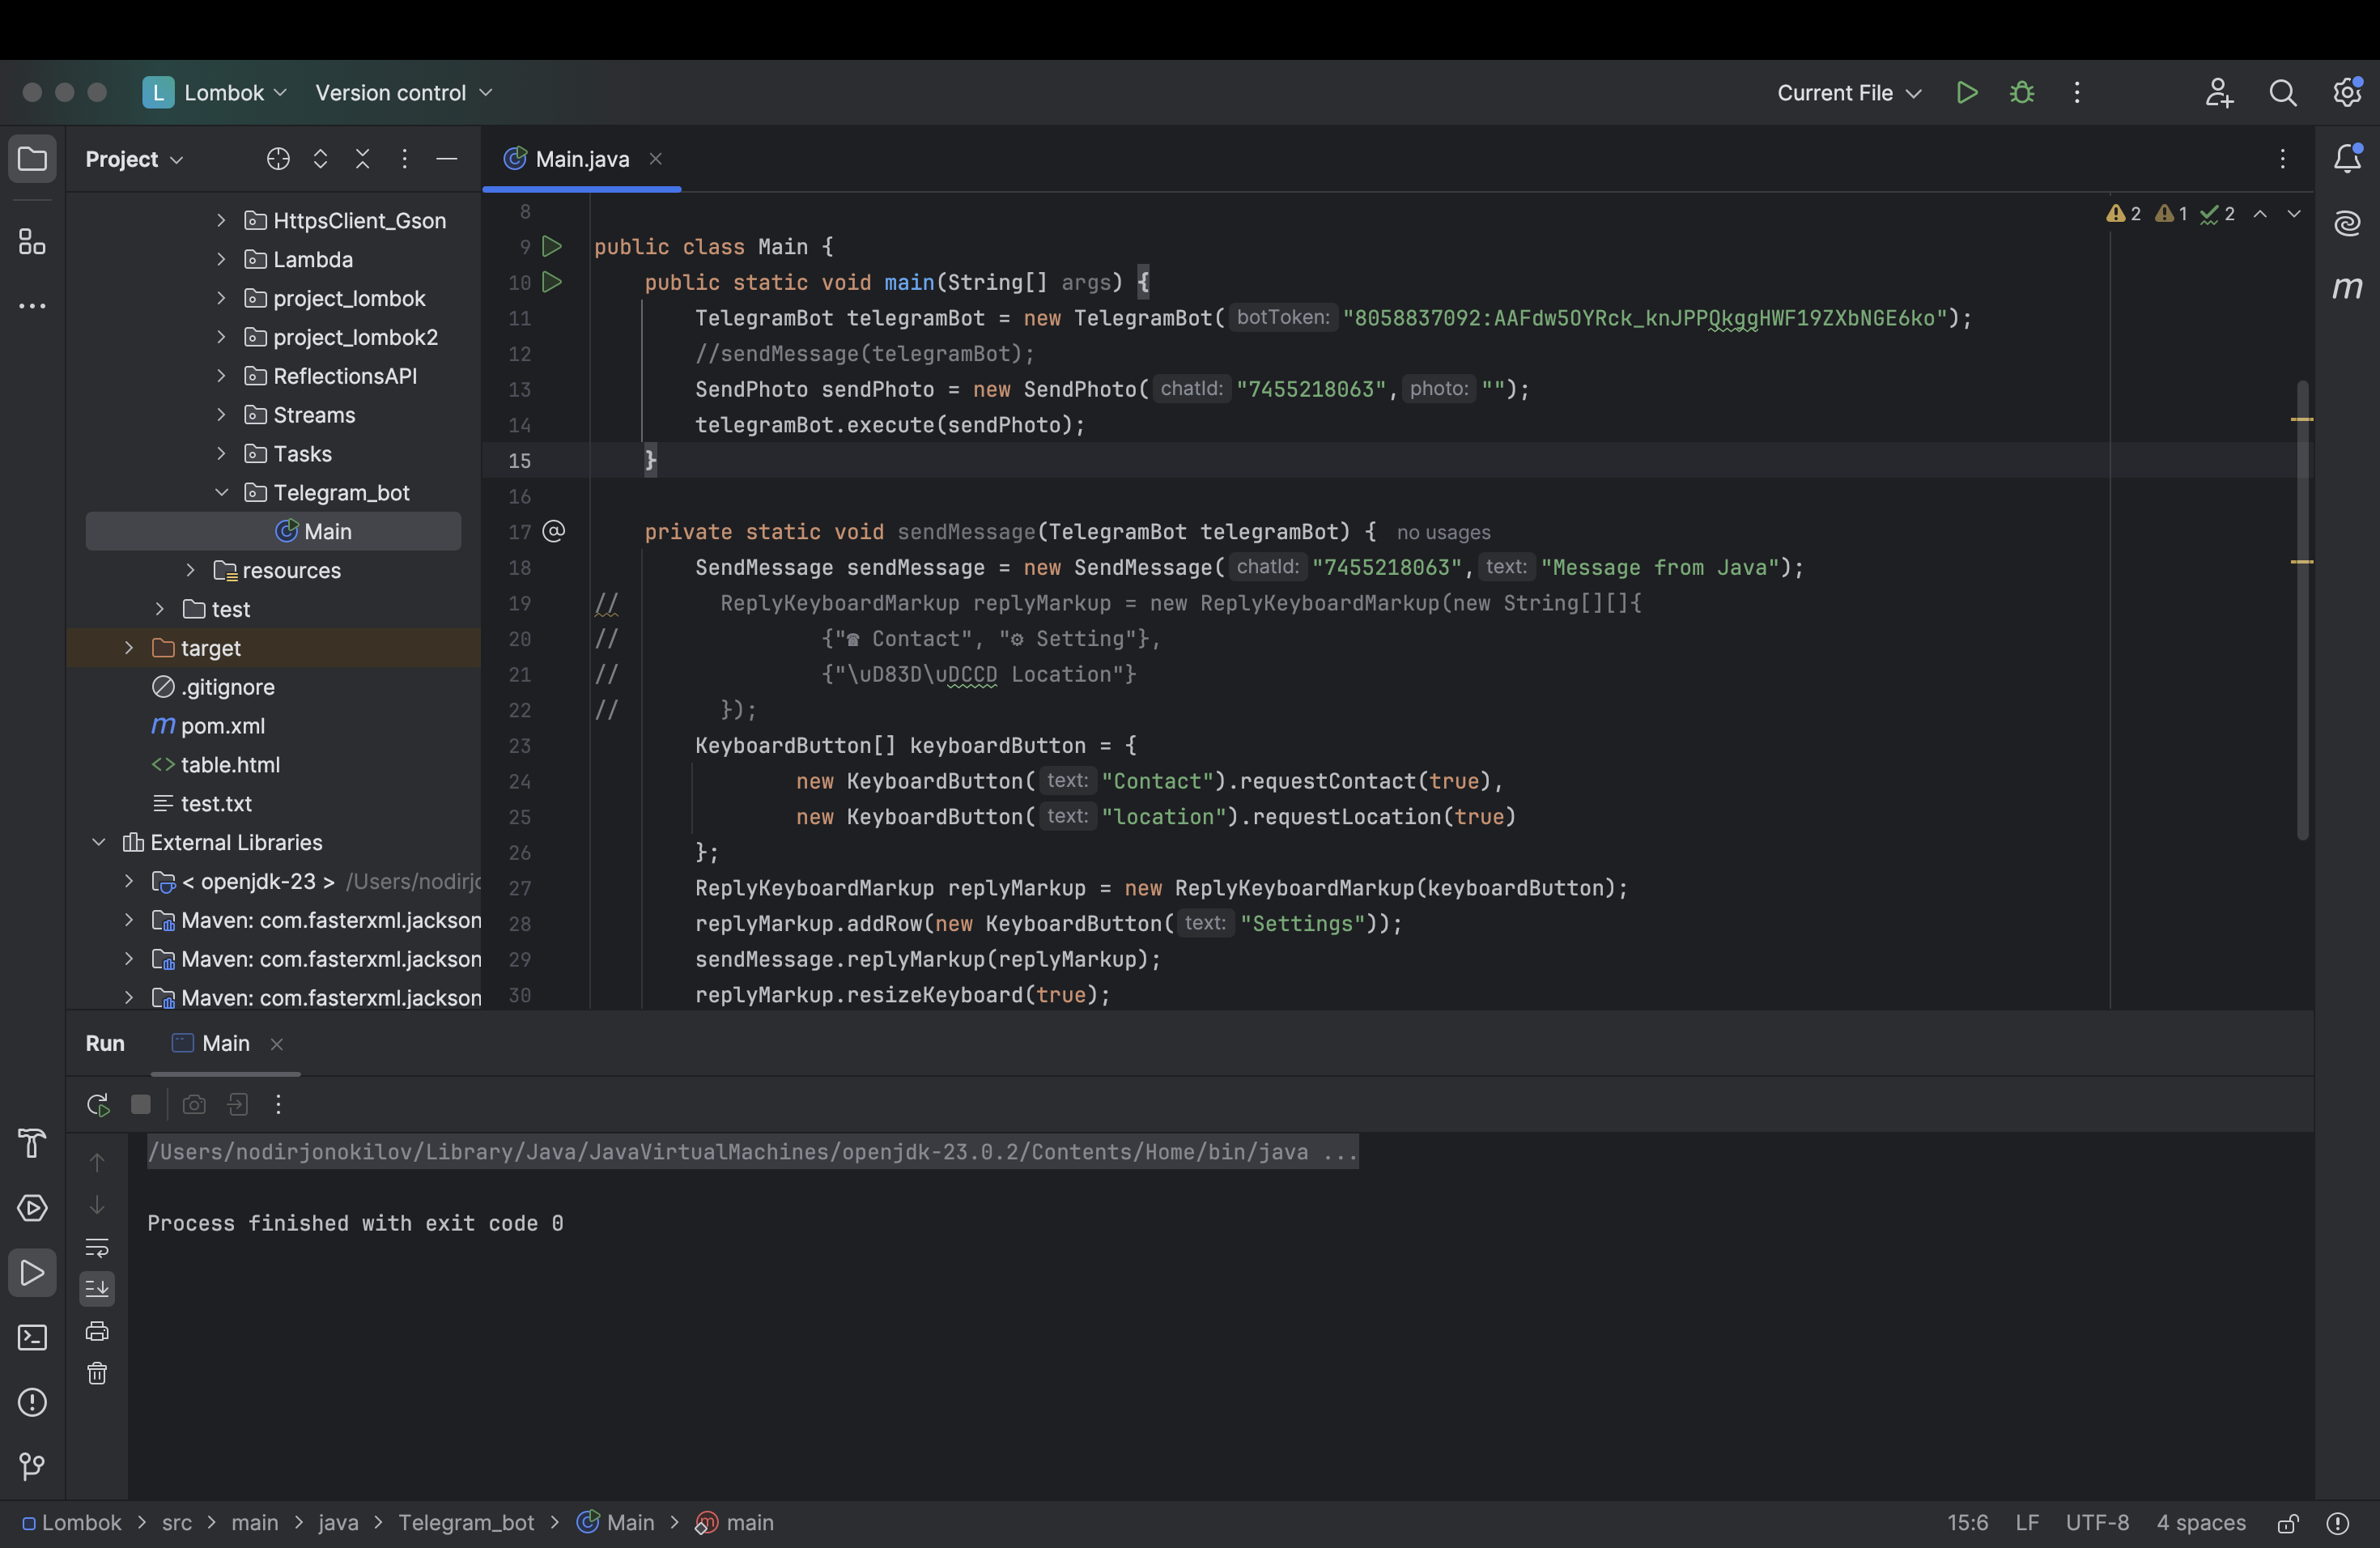 L Lombok Version control Current File
Project
Main.java
HttpsClient_Gson
Lambda
project_lombok
project_lombok2
ReflectionsAPI
Streams
Tasks
Telegram_bot
Main
resources
test
target
.gitignore
m pom.xml
<> table.html
test.txt
External Libraries
< openjdk-23 > /Users/nodirjo
Maven: com.fasterxml.jackson
Maven: com.fasterxml.jackson
Maven: com.fasterxml.jackson
2 1 2
8
9 public class Main {
10 public static void main(String[] args) {
11 TelegramBot telegramBot = new TelegramBot( botToken: "8058837092:AAFdw5OYRck_knJPPQkggHWF19ZXbNGE6ko");
12 //sendMessage(telegramBot);
13 SendPhoto sendPhoto = new SendPhoto( chatId: "7455218063", photo: "");
14 telegramBot.execute(sendPhoto);
15 }
16
17 @ private static void sendMessage(TelegramBot telegramBot) { no usages
18 SendMessage sendMessage = new SendMessage( chatId: "7455218063", text: "Message from Java");
19 // ReplyKeyboardMarkup replyMarkup = new ReplyKeyboardMarkup(new String[][]{
20 // {"☎ Contact", "⚙ Setting"},
21 // {"\uD83D\uDCCD Location"}
22 // });
23 KeyboardButton[] keyboardButton = {
24 new KeyboardButton( text: "Contact").requestContact(true),
25 new KeyboardButton( text: "location").requestLocation(true)
26 };
27 ReplyKeyboardMarkup replyMarkup = new ReplyKeyboardMarkup(keyboardButton);
28 replyMarkup.addRow(new KeyboardButton( text: "Settings"));
29 sendMessage.replyMarkup(replyMarkup);
30 replyMarkup.resizeKeyboard(true);
m
Run Main
/Users/nodirjonokilov/Library/Java/JavaVirtualMachines/openjdk-23.0.2/Contents/Home/bin/java ...
Process finished with exit code 0
Lombok > src > main > java > Telegram_bot > Main > m main 15:6 LF UTF-8 4 spaces